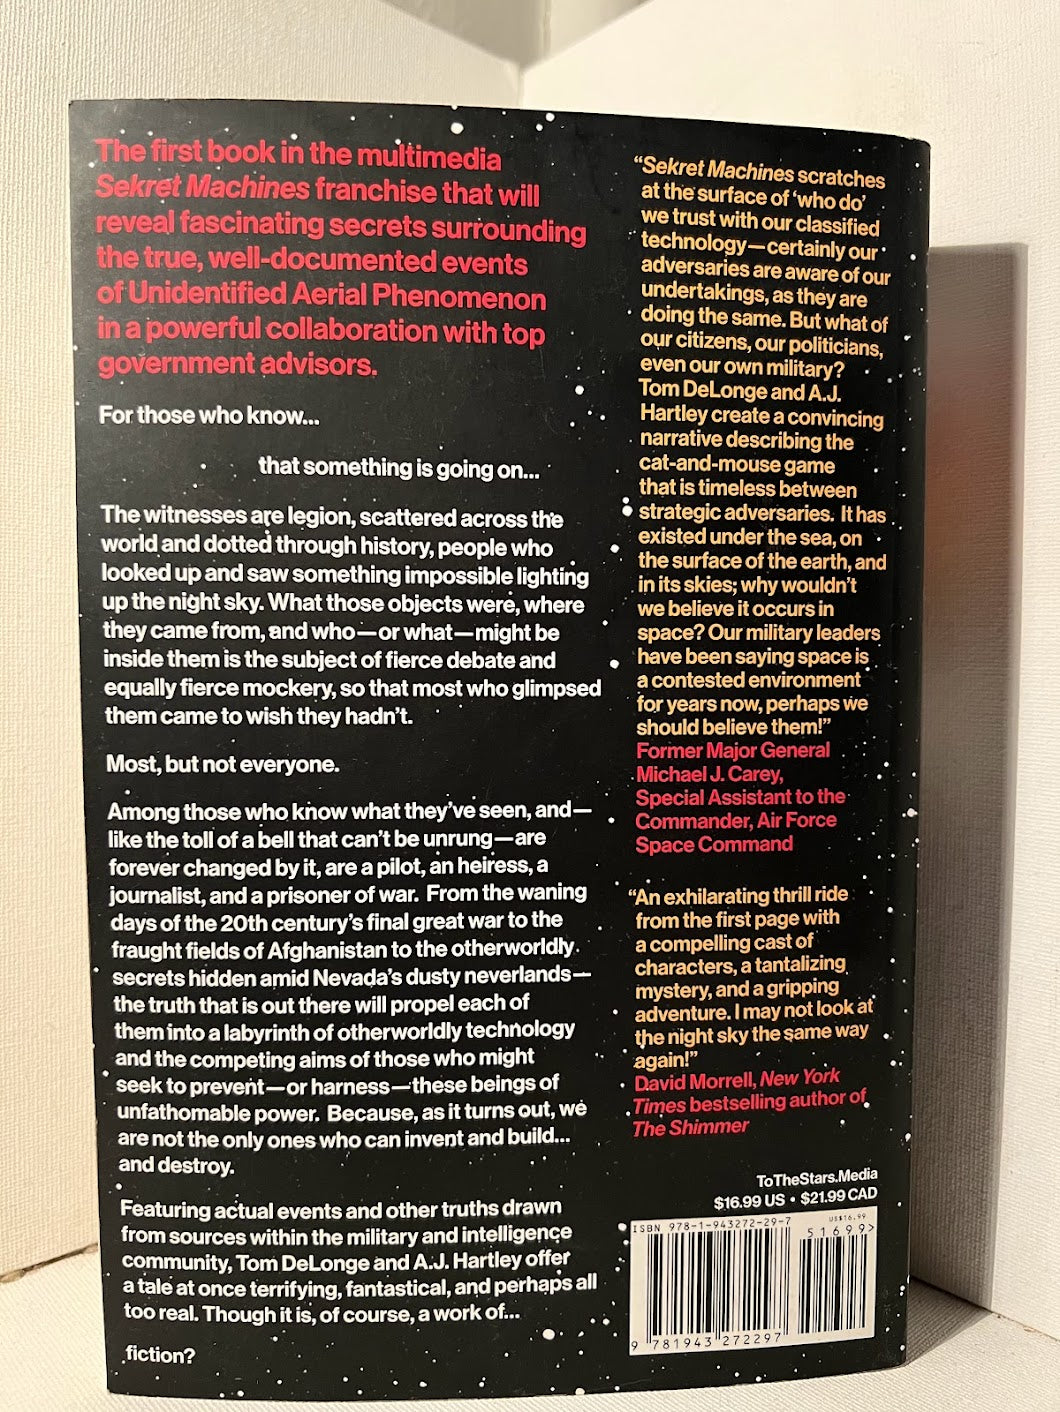 The first book in the multimedia
Sekret Machines franchise that will
reveal fascinating secrets surrounding
the true, well-documented events
of Unidentified Aerial Phenomenon
in a powerful collaboration with top
government advisors.
For those who know...
that something is going on...
The witnesses are legion, scattered across the
world and dotted through history, people who
looked up and saw something impossible lighting
up the night sky. What those objects were, where
they came from, and who—or what—might be
inside them is the subject of fierce debate and
equally fierce mockery, so that most who glimpsed
them came to wish they hadn't.
Most, but not everyone.
Among those who know what they've seen, and—
like the toll of a bell that can't be unrung—are
forever changed by it, are a pilot, an heiress, a
journalist, and a prisoner of war. From the waning
days of the 20th century's final great war to the
fraught fields of Afghanistan to the otherworldly
secrets hidden amid Nevada's dusty neverlands—
the truth that is out there will propel each of
them into a labyrinth of otherworldly technology
and the competing aims of those who might
seek to prevent—or harness—these beings of
unfathomable power. Because, as it turns out, we
are not the only ones who can invent and build...
and destroy.
Featuring actual events and other truths drawn
from sources within the military and intelligence
community, Tom DeLonge and A.J. Hartley offer
a tale at once terrifying, fantastical, and perhaps all
too real. Though it is, of course, a work of...
fiction?
“Sekret Machines scratches
at the surface of ‘who do’
we trust with our classified
technology—certainly our
adversaries are aware of our
undertakings, as they are
doing the same. But what of
our citizens, our politicians,
even our own military?
Tom DeLonge and A.J.
Hartley create a convincing
narrative describing the
cat-and-mouse game
that is timeless between
strategic adversaries. It has
existed under the sea, on
the surface of the earth, and
in its skies; why wouldn't
we believe it occurs in
space? Our military leaders
have been saying space is
a contested environment
for years now, perhaps we
should believe them!”
Former Major General
Michael J. Carey,
Special Assistant to the
Commander, Air Force
Space Command
“An exhilarating thrill ride
from the first page with
a compelling cast of
characters, a tantalizing
mystery, and a gripping
adventure. I may not look at
the night sky the same way
again!”
David Morrell, New York
Times bestselling author of
The Shimmer
ToTheStars.Media
$16.99 US • $21.99 CAD
ISBN 978-1-943272-29-7
US$16.99
51699>
9 781943 272297